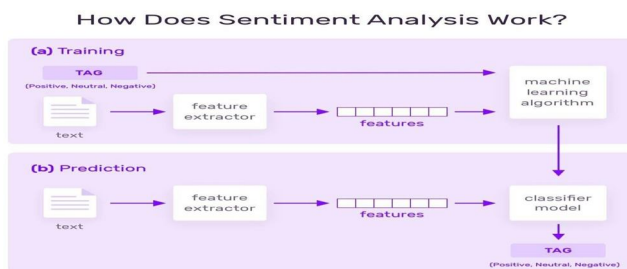 How Does Sentiment Analysis Work?
(a) Training
TAG
(Positive, Neutral, Negative)
text
feature
extractor
features
machine
learning
algorithm
(b) Prediction
text
feature
extractor
features
classifier
model
TAG
(Positive, Neutral, Negative)